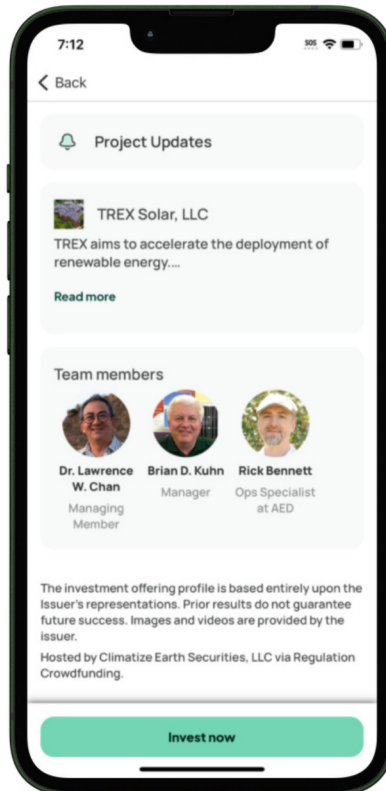 7:12
SOS
Back
Project Updates
TREX Solar, LLC
TREX aims to accelerate the deployment of
renewable energy....
Read more
Team members
Dr. Lawrence
W. Chan
Managing
Member
Brian D. Kuhn
Manager
Rick Bennett
Ops Specialist
at AED
The investment offering profile is based entirely upon the
Issuer's representations. Prior results do not guarantee
future success. Images and videos are provided by the
issuer.
Hosted by Climatize Earth Securities, LLC via Regulation
Crowdfunding.
Invest now